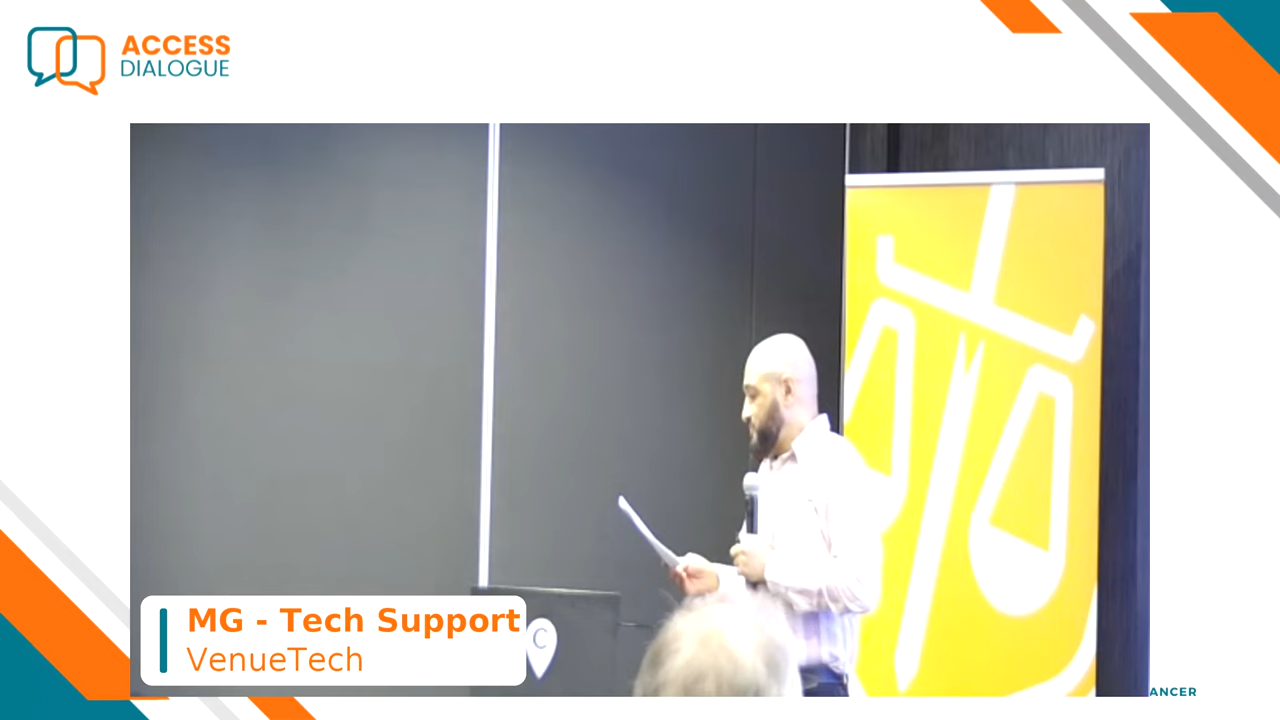 ACCESS
DIALOGUE
MG - Tech Support
VenueTech
C
ANCER